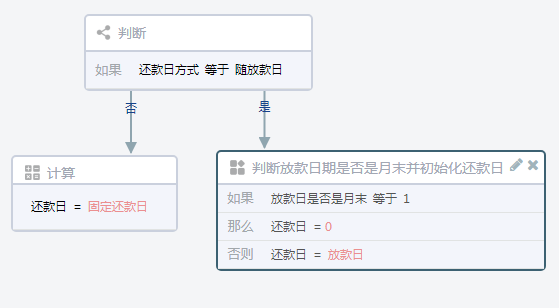 判断
如果 还款日方式 等于 随放款日
否
是
计算
还款日 = 固定还款日
判断放款日期是否是月末并初始化还款日
如果 放款日是否是月末 等于 1
那么 还款日 = 0
否则 还款日 = 放款日